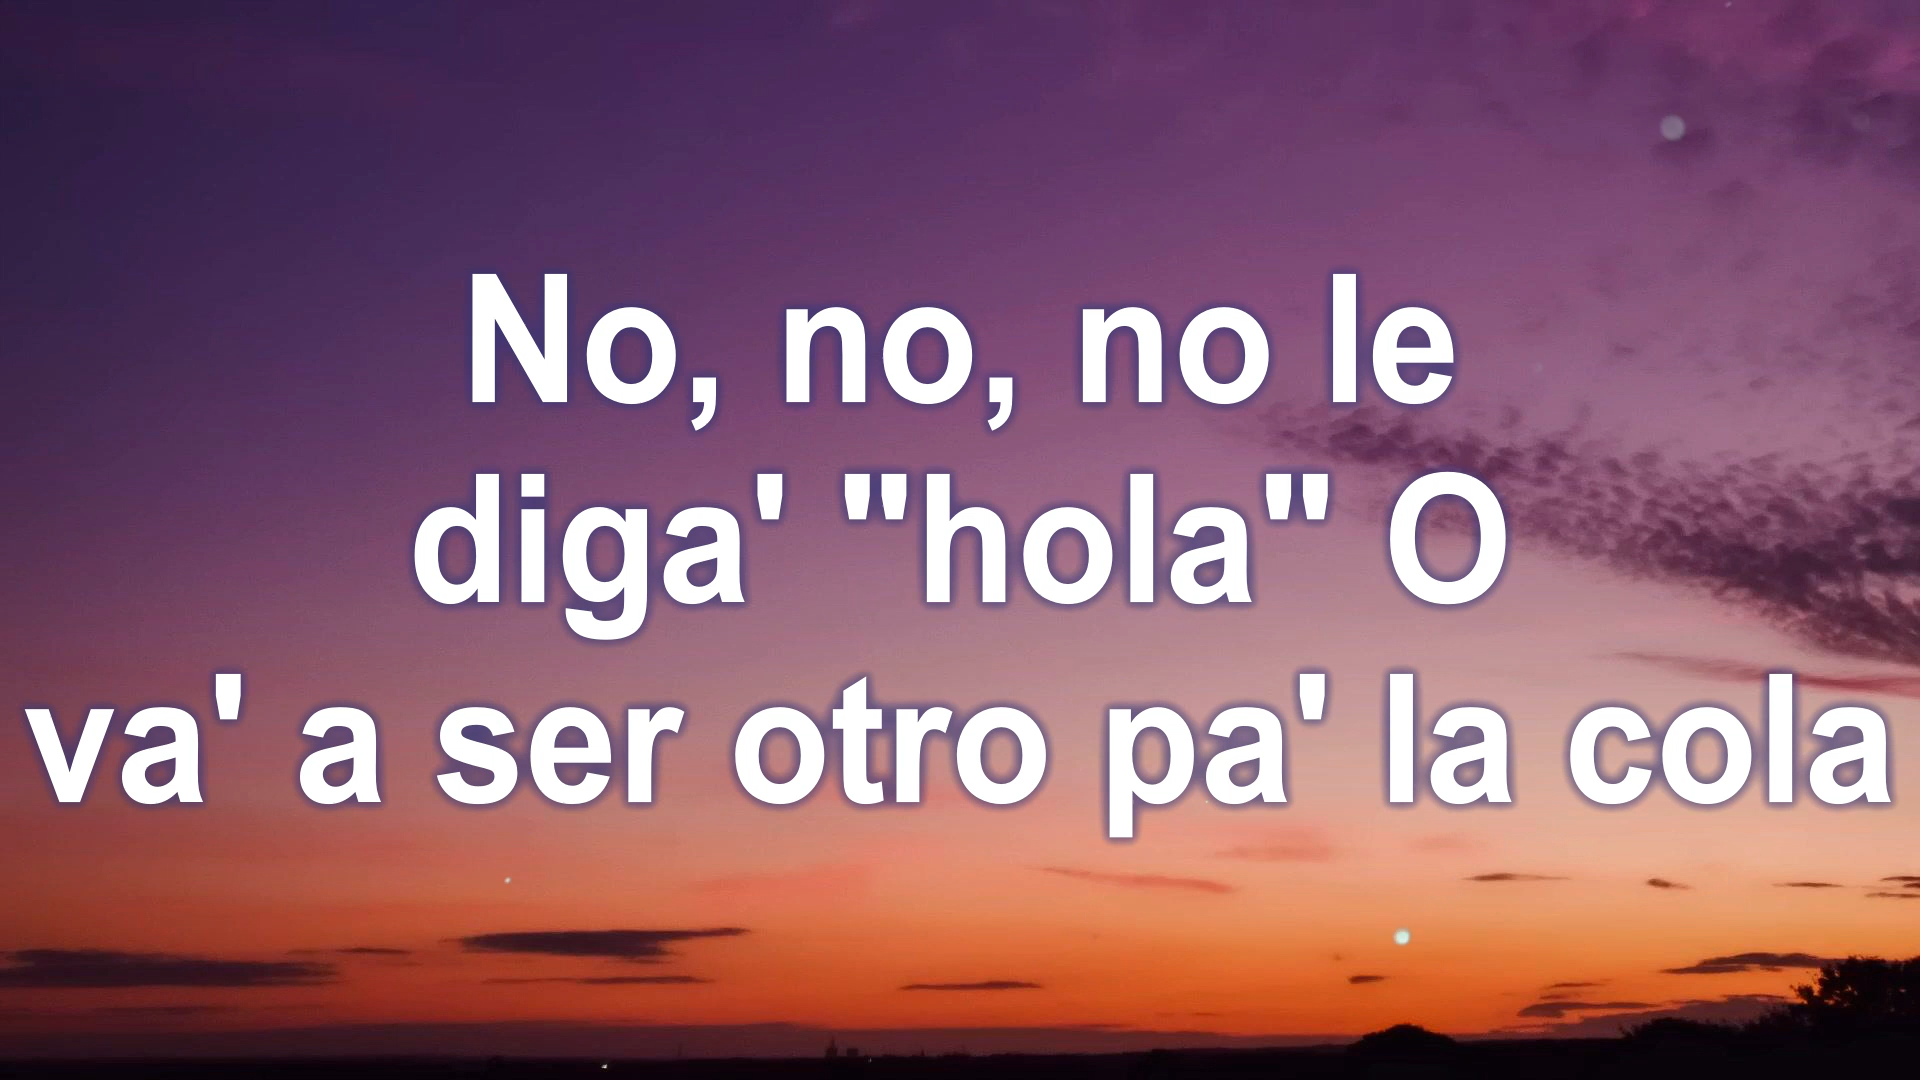 No, no, no le
diga' "hola" O
va' a ser otro pa' la cola